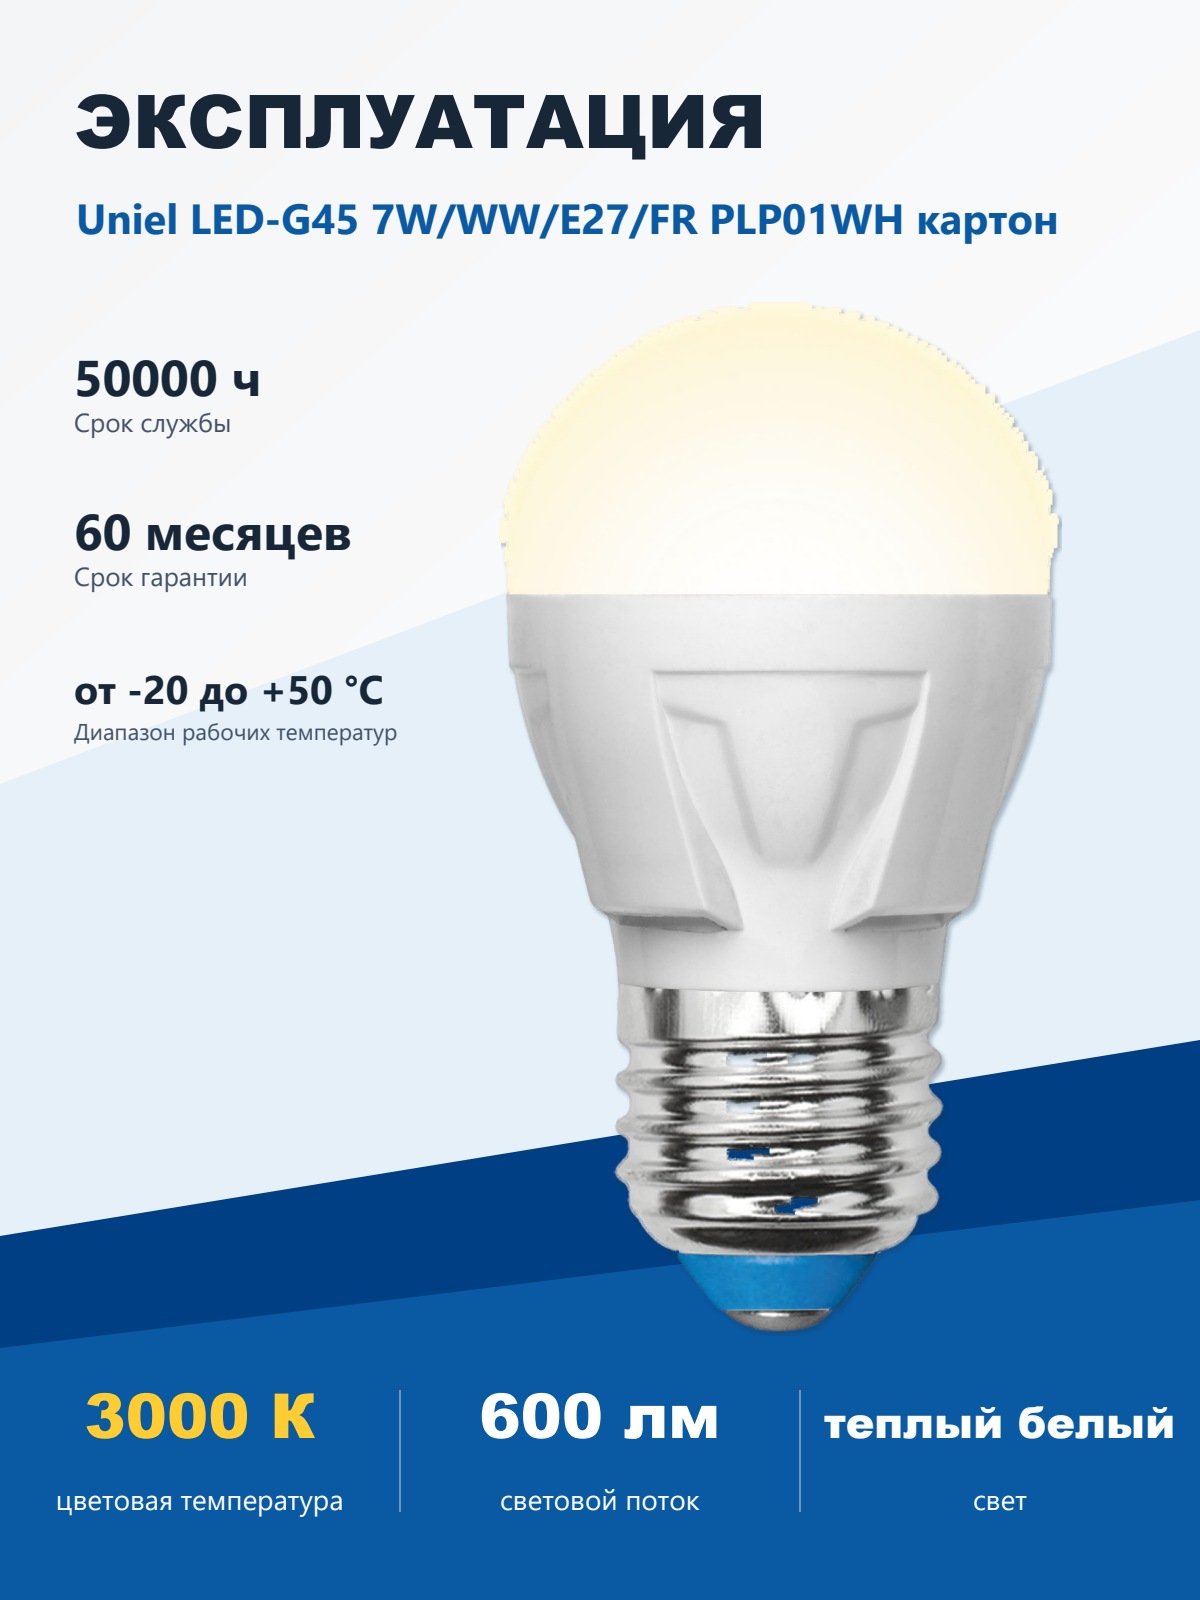 ЭКСПЛУАТАЦИЯ
Uniel LED-G45 7W/WW/E27/FR PLP01WH картон
50000 ч
Срок службы
60 месяцев
Срок гарантии
от -20 до +50 °C
Диапазон рабочих температур
3000 К
цветовая температура
600 лм
световой поток
теплый белый
свет